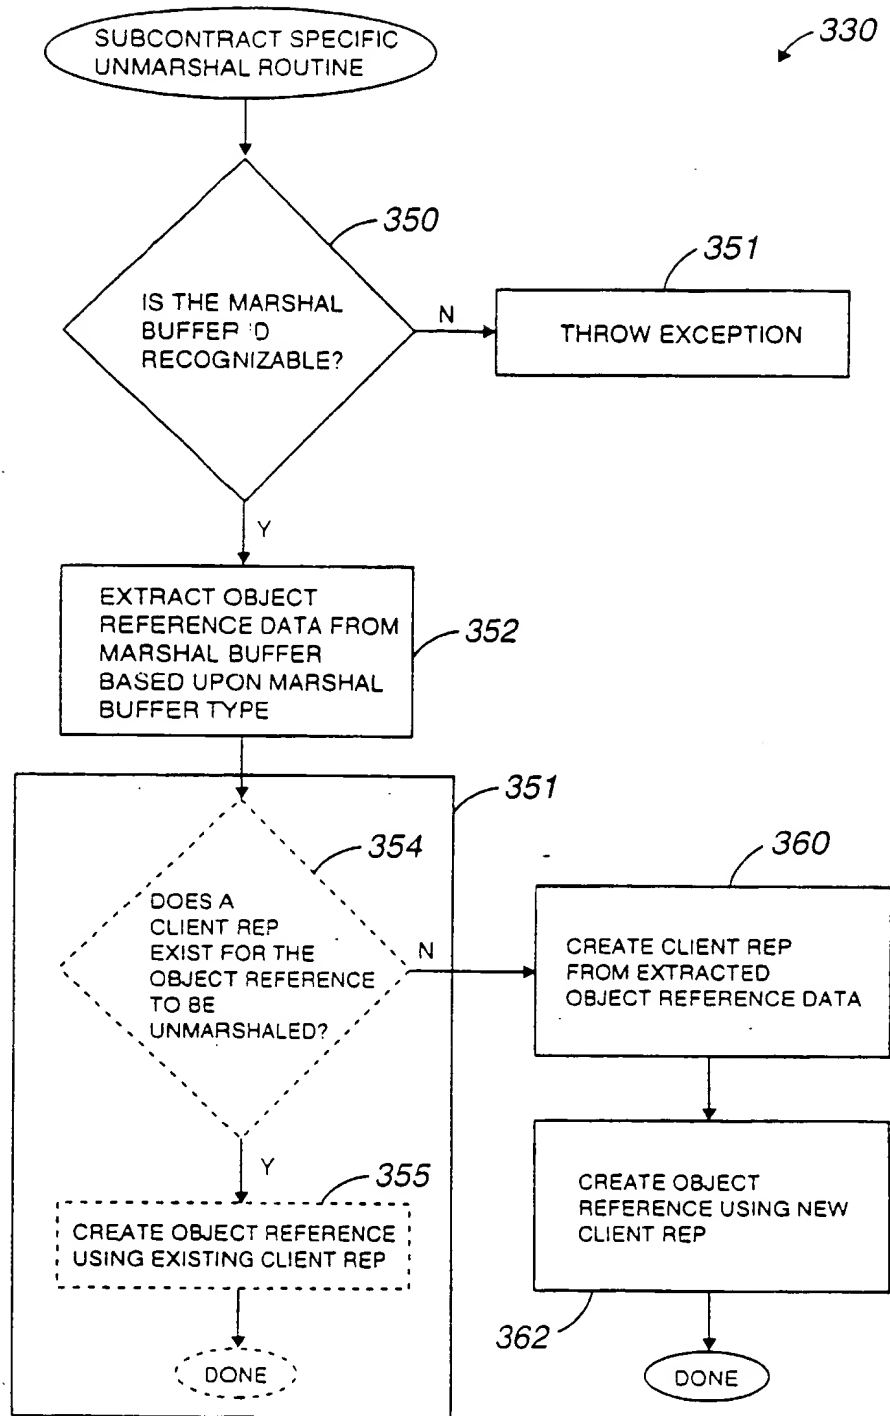 SUBCONTRACT SPECIFIC
UNMARSHAL ROUTINE
330
350
IS THE MARSHAL
BUFFER ID
RECOGNIZABLE?
N
351
THROW EXCEPTION
Y
EXTRACT OBJECT
REFERENCE DATA FROM
MARSHAL BUFFER
BASED UPON MARSHAL
BUFFER TYPE
352
351
354
DOES A
CLIENT REP
EXIST FOR THE
OBJECT REFERENCE
TO BE
UNMARSHALED?
N
360
CREATE CLIENT REP
FROM EXTRACTED
OBJECT REFERENCE DATA
Y
355
CREATE OBJECT REFERENCE
USING EXISTING CLIENT REP
DONE
CREATE OBJECT
REFERENCE USING NEW
CLIENT REP
362
DONE